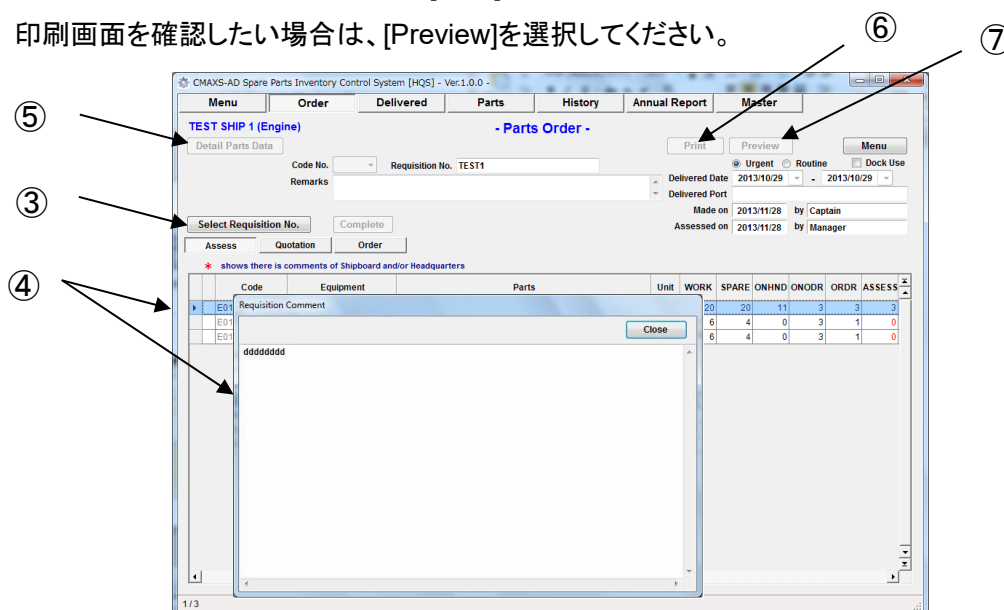 印刷画面を確認したい場合は、[Preview]を選択してください。
⑥
⑦
CMAXS-AD Spare Parts Inventory Control System [HQS] - Ver.1.0.0 -
Menu Order Delivered Parts History Annual Report Master
⑤
TEST SHIP 1 (Engine) - Parts Order -
Detail Parts Data Print Preview Menu
Code No. Requisition No. TEST1 Urgent Routine Dock Use
Remarks Delivered Date 2013/10/29 - 2013/10/29
Delivered Port
③
Made on 2013/11/28 by Captain
Select Requisition No. Complete Assessed on 2013/11/28 by Manager
Assess Quotation Order
* shows there is comments of Shipboard and/or Headquarters
④
Code Equipment Parts Unit WORK SPARE ONHND ONODR ORDR ASSESS
E01 20 20 11 3 3 3
E01 6 4 0 3 1 0
E01 6 4 0 3 1 0
Requisition Comment
Close
dddddddd
1 / 3